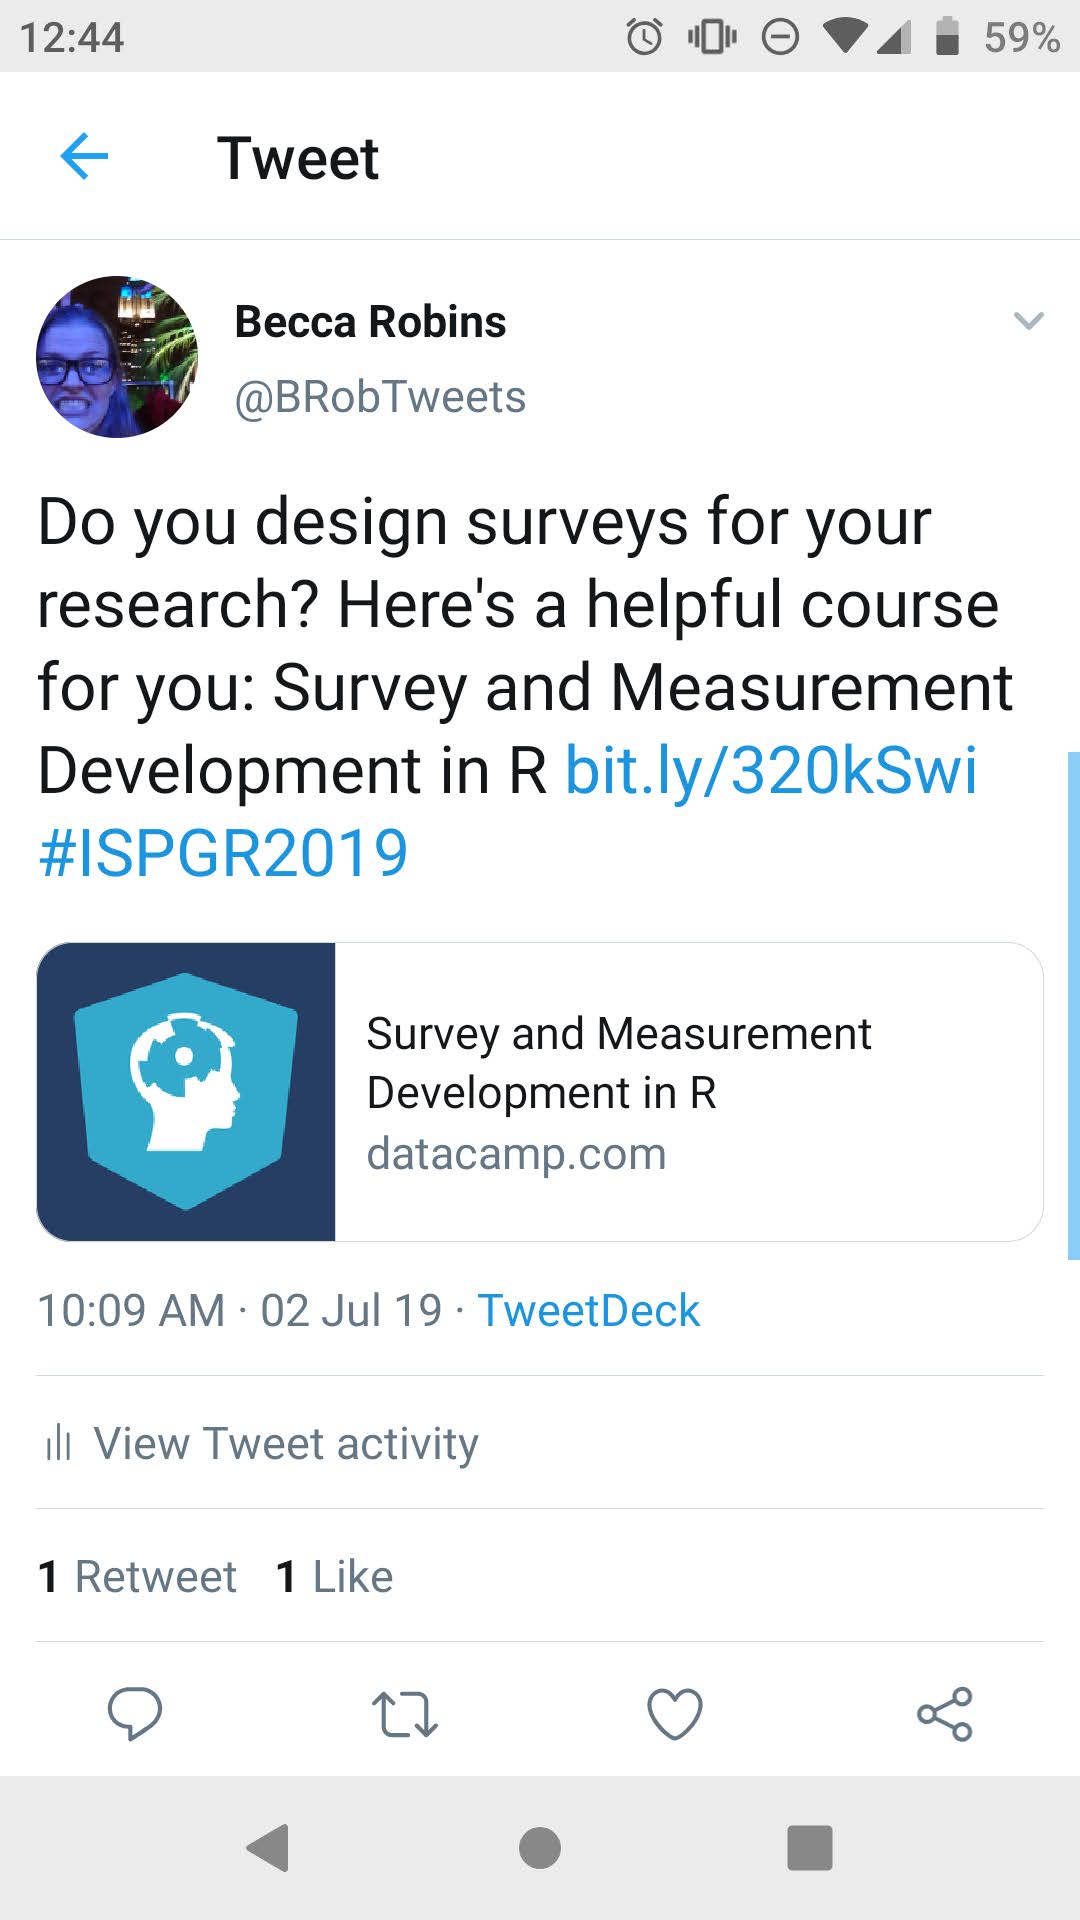 12:44
59%
Tweet
Becca Robins
@BRobTweets
Do you design surveys for your
research? Here's a helpful course
for you: Survey and Measurement
Development in R bit.ly/320kSwi
#ISPGR2019
Survey and Measurement
Development in R
datacamp.com
10:09 AM · 02 Jul 19 · TweetDeck
View Tweet activity
1 Retweet 1 Like